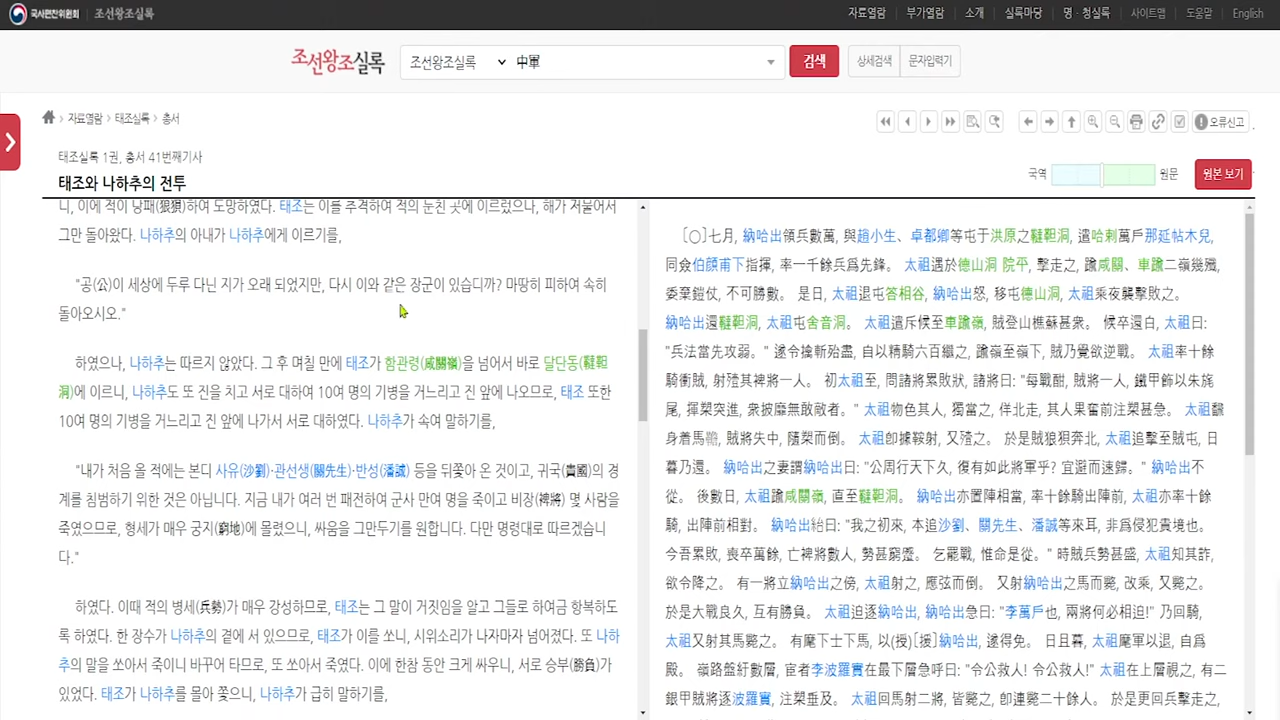 국사편찬위원회 조선왕조실록
자료열람 부가열람 소개 실록마당 명·청실록 사이트맵 도움말 English
조선왕조실록 조선왕조실록 中軍 검색 상세검색 문자입력기
자료열람 › 태조실록 › 총서
오류신고
태조실록 1권, 총서 41번째기사
태조와 나하추의 전투
국역 원문 원본 보기
니, 이에 적이 낭패(狼狽)하여 도망하였다. 태조는 이를 추격하여 적의 둔친 곳에 이르렀으나, 해가 저물어서
그만 돌아왔다. 나하추의 아내가 나하추에게 이르기를,
"공(公)이 세상에 두루 다닌 지가 오래 되었지만, 다시 이와 같은 장군이 있습디까? 마땅히 피하여 속히
돌아오시오."
하였으나, 나하추는 따르지 않았다. 그 후 며칠 만에 태조가 함관령(咸關嶺)을 넘어서 바로 달단동(韃靼
洞)에 이르니, 나하추도 또 진을 치고 서로 대하여 10여 명의 기병을 거느리고 진 앞에 나오므로, 태조 또한
10여 명의 기병을 거느리고 진 앞에 나가서 서로 대하였다. 나하추가 속여 말하기를,
"내가 처음 올 적에는 본디 사유(沙劉)·관선생(關先生)·반성(潘誠) 등을 뒤쫓아 온 것이고, 귀국(貴國)의 경
계를 침범하기 위한 것은 아닙니다. 지금 내가 여러 번 패전하여 군사 만여 명을 죽이고 비장(裨將) 몇 사람을
죽였으므로, 형세가 매우 궁지(窮地)에 몰렸으니, 싸움을 그만두기를 원합니다. 다만 명령대로 따르겠습니
다."
하였다. 이때 적의 병세(兵勢)가 매우 강성하므로, 태조는 그 말이 거짓임을 알고 그들로 하여금 항복하도
록 하였다. 한 장수가 나하추의 곁에 서 있으므로, 태조가 이를 쏘니, 시위소리가 나자마자 넘어졌다. 또 나하
추의 말을 쏘아서 죽이니 바꾸어 타므로, 또 쏘아서 죽였다. 이에 한참 동안 크게 싸우니, 서로 승부(勝負)가
있었다. 태조가 나하추를 몰아 쫓으니, 나하추가 급히 말하기를,
〔○〕七月, 納哈出領兵數萬, 與趙小生、卓都卿等屯于洪原之韃靼洞, 遣哈剌萬戶那延帖木兒,
同僉伯顔甫下指揮, 率一千餘兵爲先鋒。 太祖遇於德山洞 院平, 擊走之, 踰咸關、車踰二嶺幾殲,
委棄鎧仗, 不可勝數。 是日, 太祖退屯答相谷, 納哈出怒, 移屯德山洞, 太祖乘夜襲擊敗之。
納哈出還韃靼洞, 太祖屯舍音洞。 太祖遣斥候至車踰嶺, 賊登山樵蘇甚衆。 候卒還白, 太祖曰:
"兵法當先攻弱。" 遂令擒斬殆盡, 自以精騎六百繼之, 踰嶺至嶺下, 賊乃覺欲逆戰。 太祖率十餘
騎衝賊, 射殪其裨將一人。 初太祖至, 問諸將累敗狀, 諸將曰: "每戰酣, 賊將一人, 鐵甲飾以朱旄
尾, 揮槊突進, 衆披靡無敢敵者。" 太祖物色其人, 獨當之, 佯北走, 其人果奮前注槊甚急。 太祖飜
身着馬韂, 賊將失中, 隨槊而倒。 太祖卽據鞍射, 又殪之。 於是賊狼狽奔北, 太祖追擊至賊屯, 日
暮乃還。 納哈出之妻謂納哈出曰: "公周行天下久, 復有如此將軍乎? 宜避而速歸。" 納哈出不
從。 後數日, 太祖踰咸關嶺, 直至韃靼洞。 納哈出亦置陣相當, 率十餘騎出陣前, 太祖亦率十餘
騎, 出陣前相對。 納哈出紿曰: "我之初來, 本追沙劉、關先生、潘誠等來耳, 非爲侵犯貴境也。
今吾累敗, 喪卒萬餘, 亡裨將數人, 勢甚窮蹙。 乞罷戰, 惟命是從。" 時賊兵勢甚盛, 太祖知其詐,
欲令降之。 有一將立納哈出之傍, 太祖射之, 應弦而倒。 又射納哈出之馬而斃, 改乘, 又斃之。
於是大戰良久, 互有勝負。 太祖迫逐納哈出, 納哈出急曰: "李萬戶也, 兩將何必相迫!" 乃回騎,
太祖又射其馬斃之。 有麾下士下馬, 以(授)[援]納哈出, 遂得免。 日且暮, 太祖麾軍以退, 自爲
殿。 嶺路盤紆數層, 宦者李波羅實在最下層急呼曰: "令公救人! 令公救人!" 太祖在上層視之, 有二
銀甲賊將逐波羅實, 注槊垂及。 太祖回馬射二將, 皆斃之, 卽連斃二十餘人。 於是更回兵擊走之,